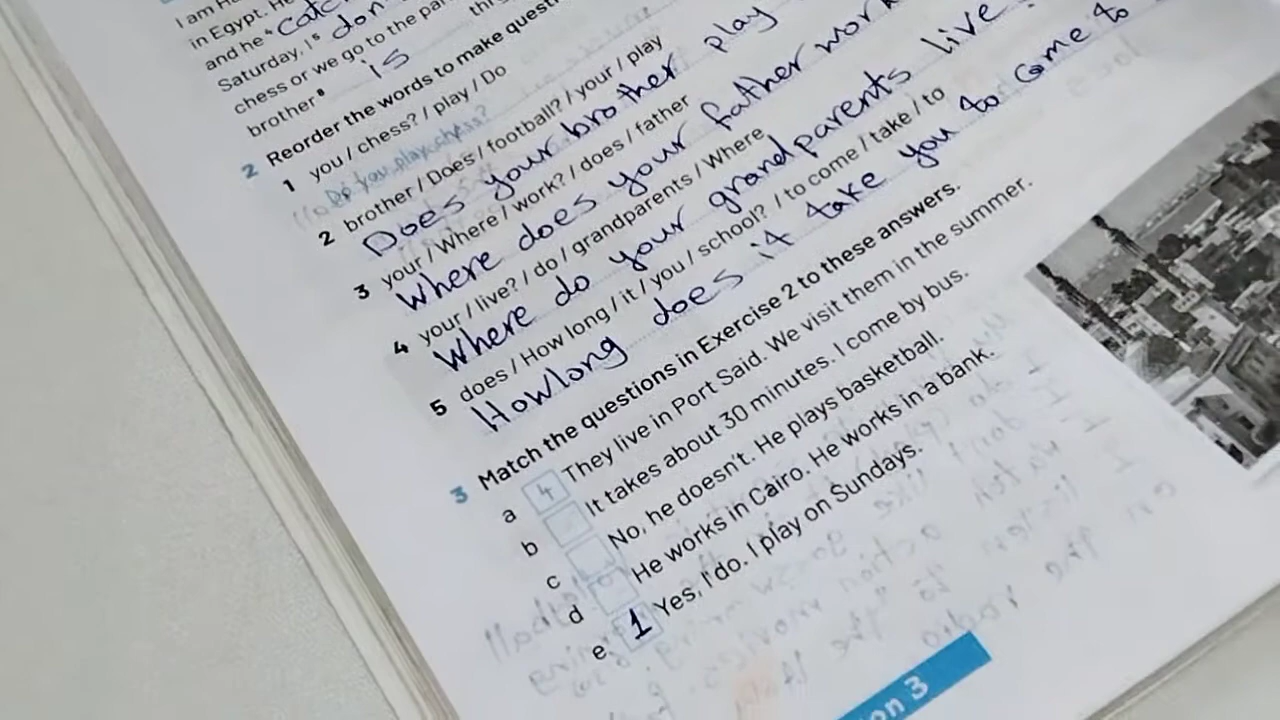 I am
in Egypt. He
and he 4 catc
Saturday, I 5 don
chess or we go to the par
brother 8 is
2 Reorder the words to make quest
1 you / chess? / play / Do
Do you play chess?
2 brother / Does / football? / your / play
Does your brother play
3 your / Where / work? / does / father
Where does your father work
4 your / live? / do / grandparents / Where
Where do your grandparents live?
5 does / How long / it / you / school? / to come / take / to
How long does it take you to come to
3 Match the questions in Exercise 2 to these answers.
a 4 They live in Port Said. We visit them in the summer.
b It takes about 30 minutes. I come by bus.
c No, he doesn't. He plays basketball.
d He works in Cairo. He works in a bank.
e 1 Yes, I do. I play on Sundays.
on 3